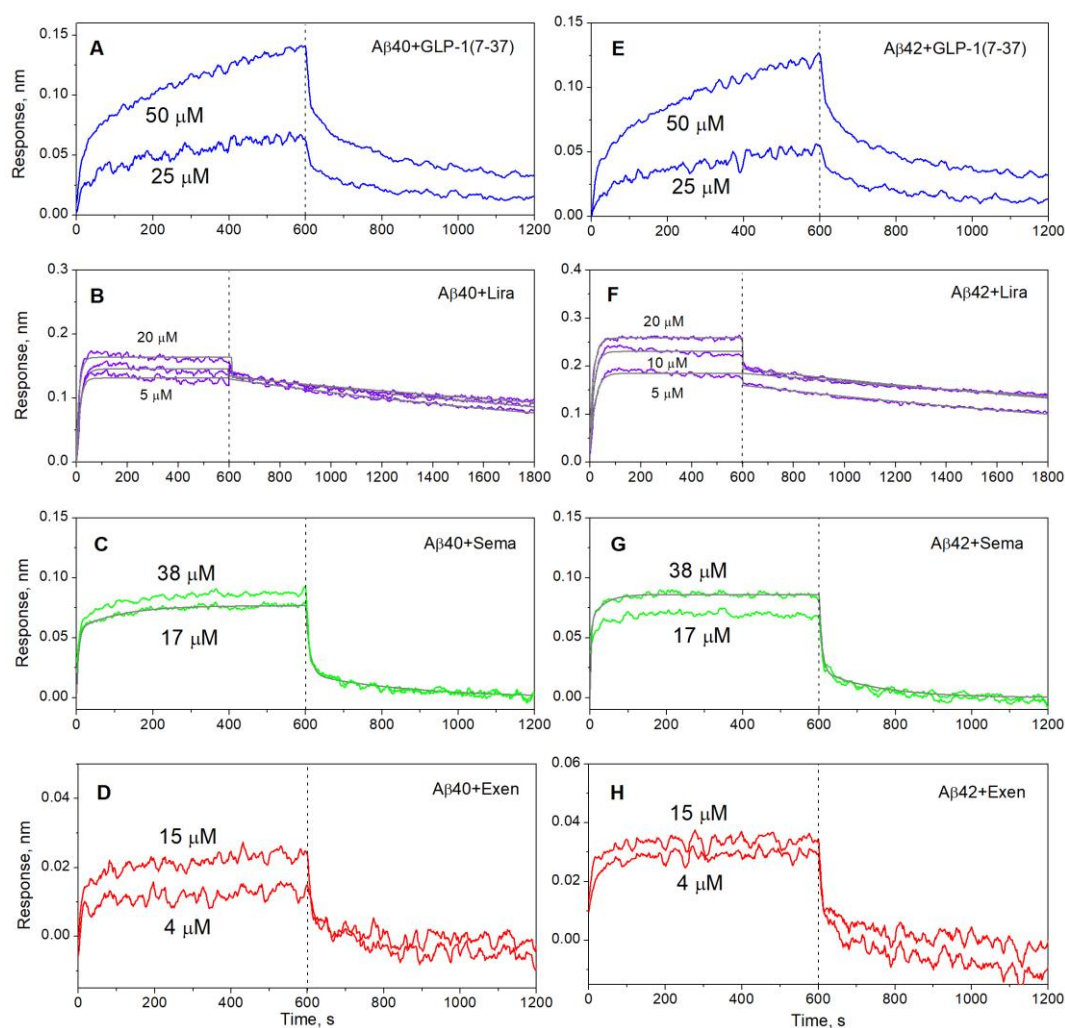 A
Aβ40+GLP-1(7-37)
50 μM
25 μM
Response, nm
0.15
0.10
0.05
0.00
0 200 400 600 800 1000 1200
E
Aβ42+GLP-1(7-37)
50 μM
25 μM
0.15
0.10
0.05
0.00
0 200 400 600 800 1000 1200
B
Aβ40+Lira
20 μM
5 μM
Response, nm
0.3
0.2
0.1
0.0
0 200 400 600 800 1000 1200 1400 1600 1800
F
Aβ42+Lira
20 μM
10 μM
5 μM
0.4
0.3
0.2
0.1
0.0
0 200 400 600 800 1000 1200 1400 1600 1800
C
Aβ40+Sema
38 μM
17 μM
Response, nm
0.15
0.10
0.05
0.00
0 200 400 600 800 1000 1200
G
Aβ42+Sema
38 μM
17 μM
0.15
0.10
0.05
0.00
0 200 400 600 800 1000 1200
D
Aβ40+Exen
15 μM
4 μM
Response, nm
0.04
0.02
0.00
0 200 400 600 800 1000 1200
Time, s
H
Aβ42+Exen
15 μM
4 μM
0.06
0.04
0.02
0.00
0 200 400 600 800 1000 1200
Time, s